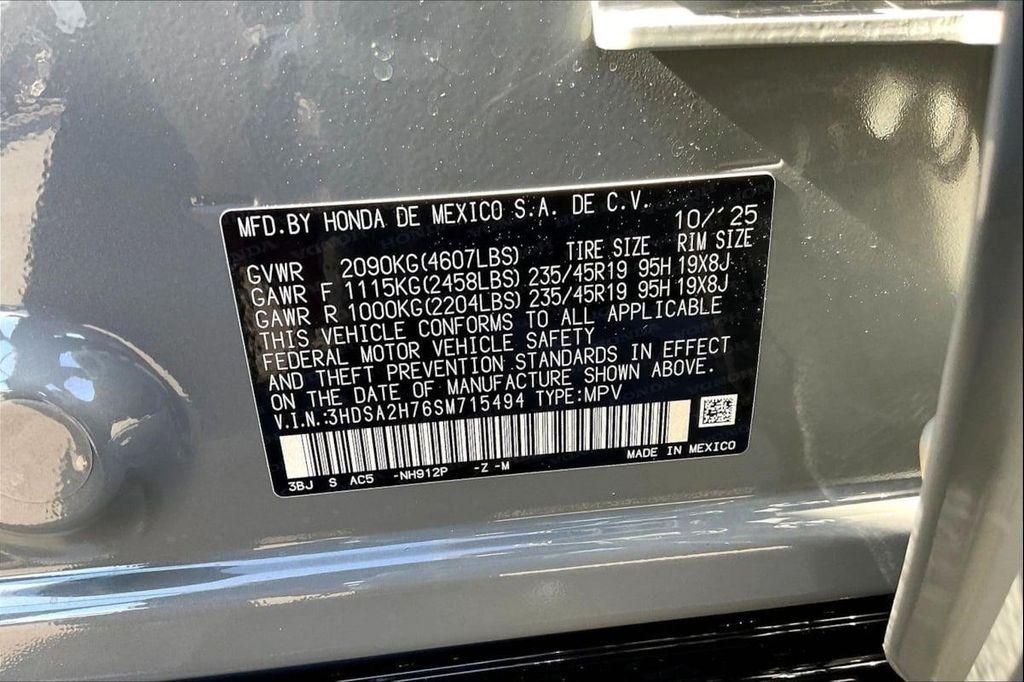 MFD.BY HONDA DE MEXICO S.A. DE C.V. 10/'25
TIRE SIZE RIM SIZE
GVWR 2090KG(4607LBS)
GAWR F 1115KG(2458LBS) 235/45R19 95H 19X8J
GAWR R 1000KG(2204LBS) 235/45R19 95H 19X8J
THIS VEHICLE CONFORMS TO ALL APPLICABLE
FEDERAL MOTOR VEHICLE SAFETY
AND THEFT PREVENTION STANDARDS IN EFFECT
ON THE DATE OF MANUFACTURE SHOWN ABOVE.
V.I.N.:3HDSA2H76SM715494 TYPE:MPV
MADE IN MEXICO
3BJ S AC5 -NH912P -Z -M